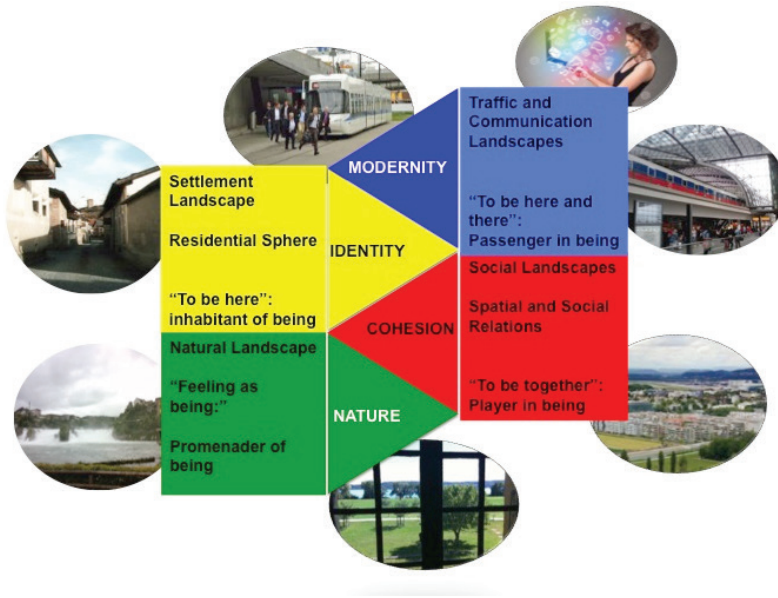 Traffic and
Communication
Landscapes
"To be here and
there":
Passenger in being
MODERNITY
Settlement
Landscape
Residential Sphere
"To be here":
inhabitant of being
IDENTITY
Social Landscapes
Spatial and Social
Relations
"To be together":
Player in being
COHESION
Natural Landscape
"Feeling as
being:"
Promenader of
being
NATURE